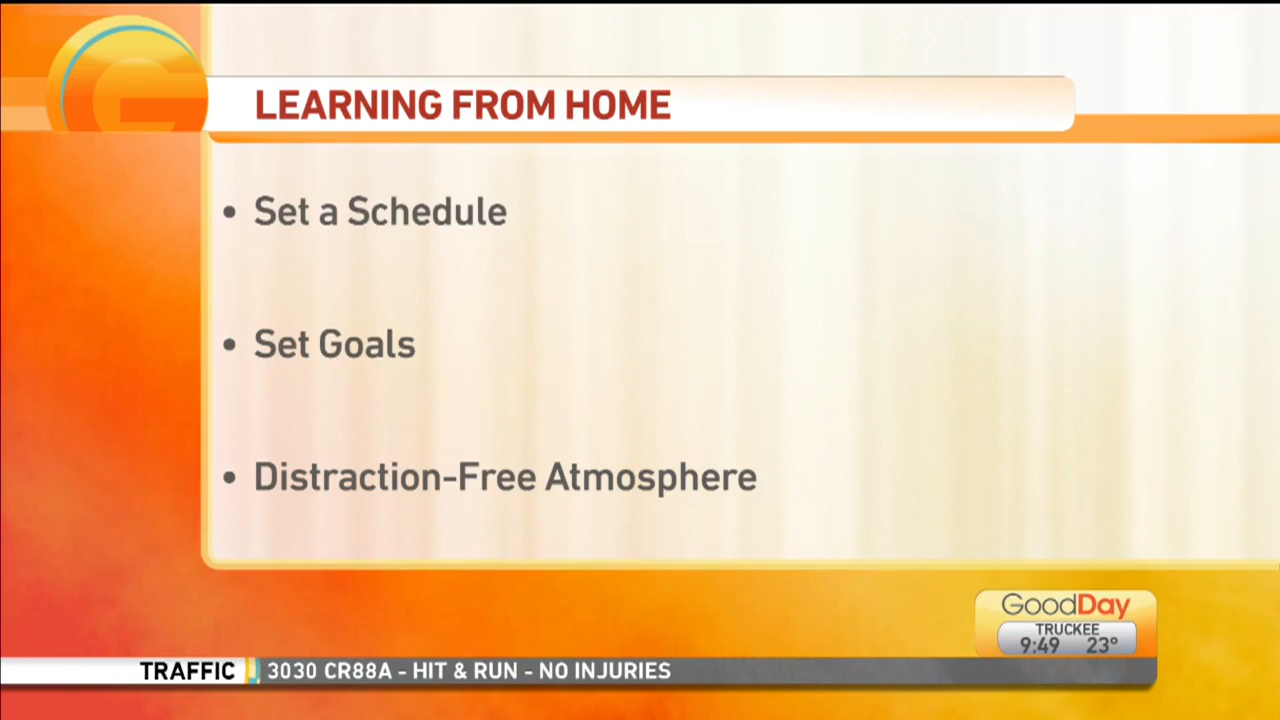 LEARNING FROM HOME
• Set a Schedule
• Set Goals
• Distraction-Free Atmosphere
GoodDay
TRUCKEE
9:49 23°
TRAFFIC 3030 CR88A - HIT & RUN - NO INJURIES